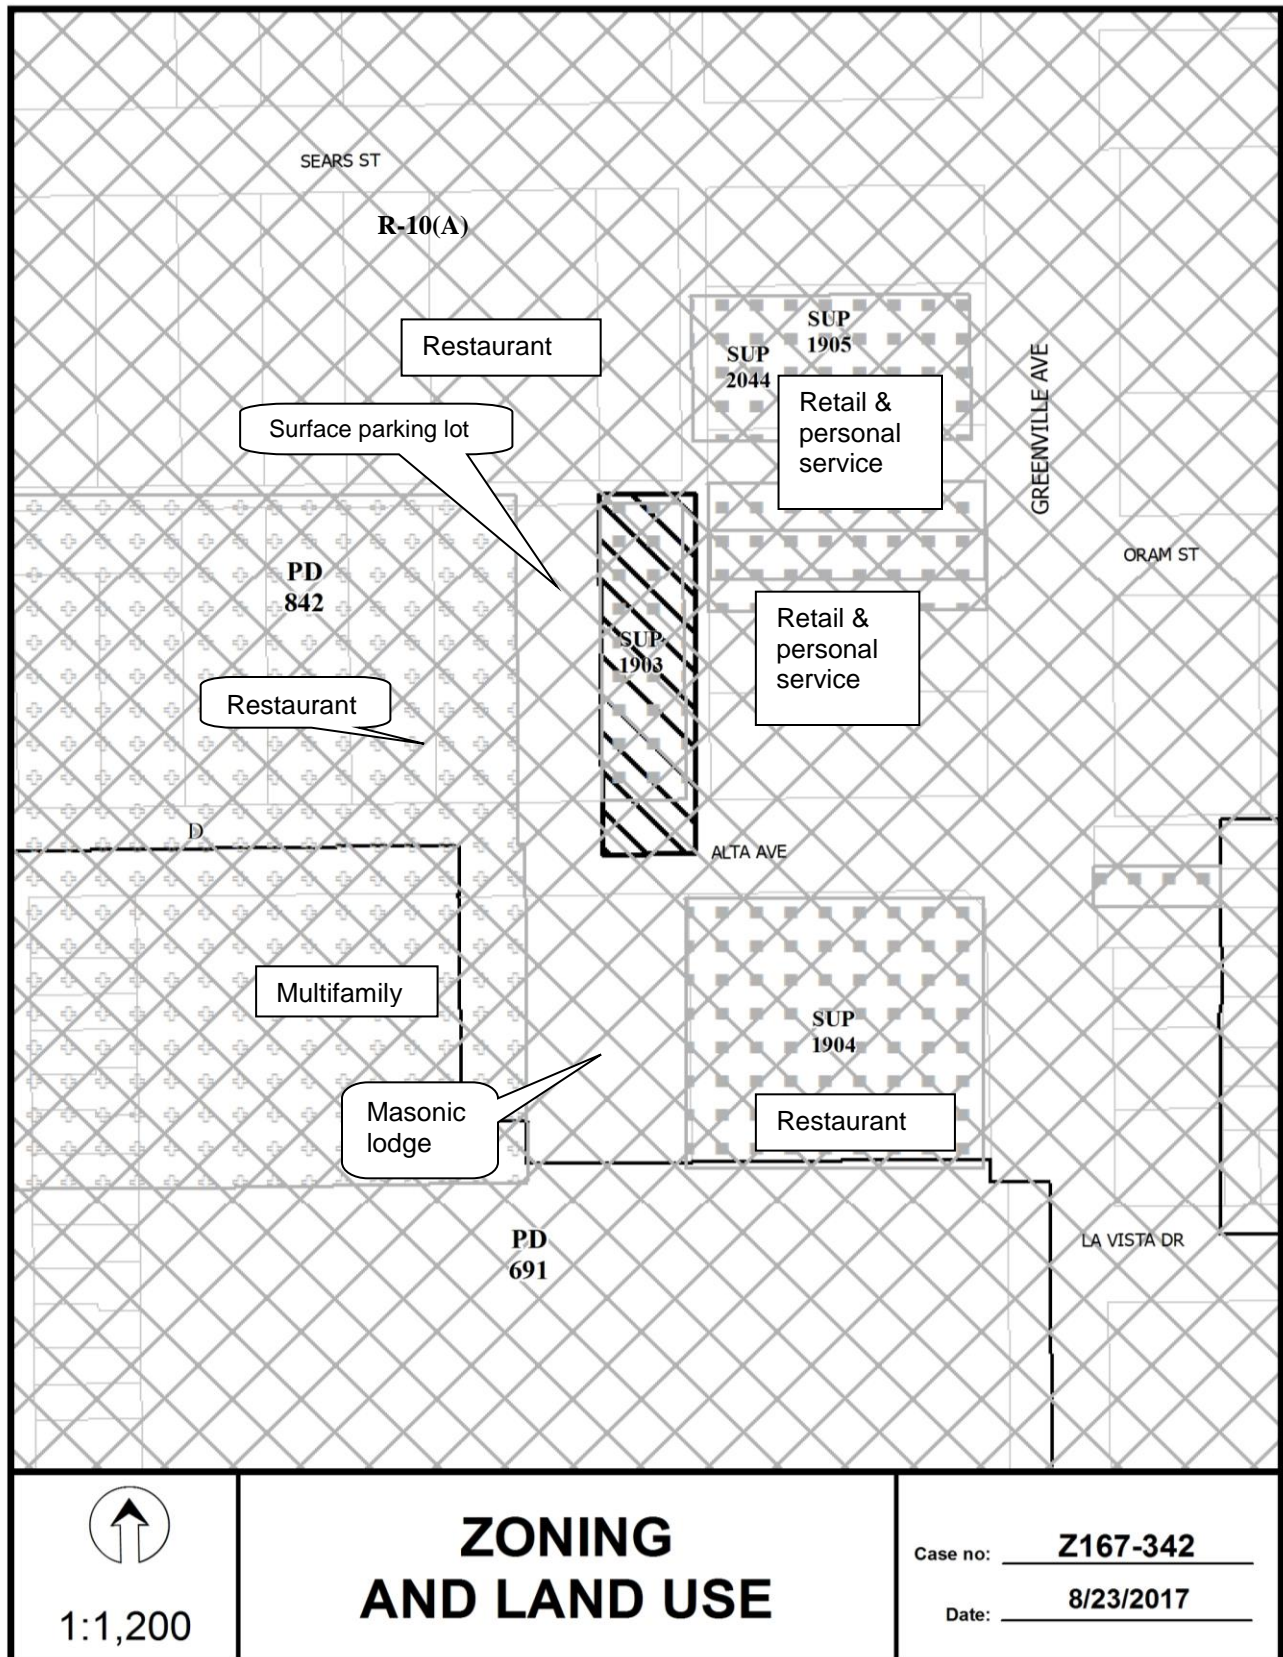 SEARS ST
R-10(A)
Restaurant
SUP
1905
SUP
2044
Retail &
personal
service
GREENVILLE AVE
Surface parking lot
ORAM ST
PD
842
SUP
1903
Retail &
personal
service
Restaurant
D
ALTA AVE
Multifamily
SUP
1904
Masonic
lodge
Restaurant
PD
691
LA VISTA DR
1:1,200
ZONING
AND LAND USE
Case no: Z167-342
Date: 8/23/2017